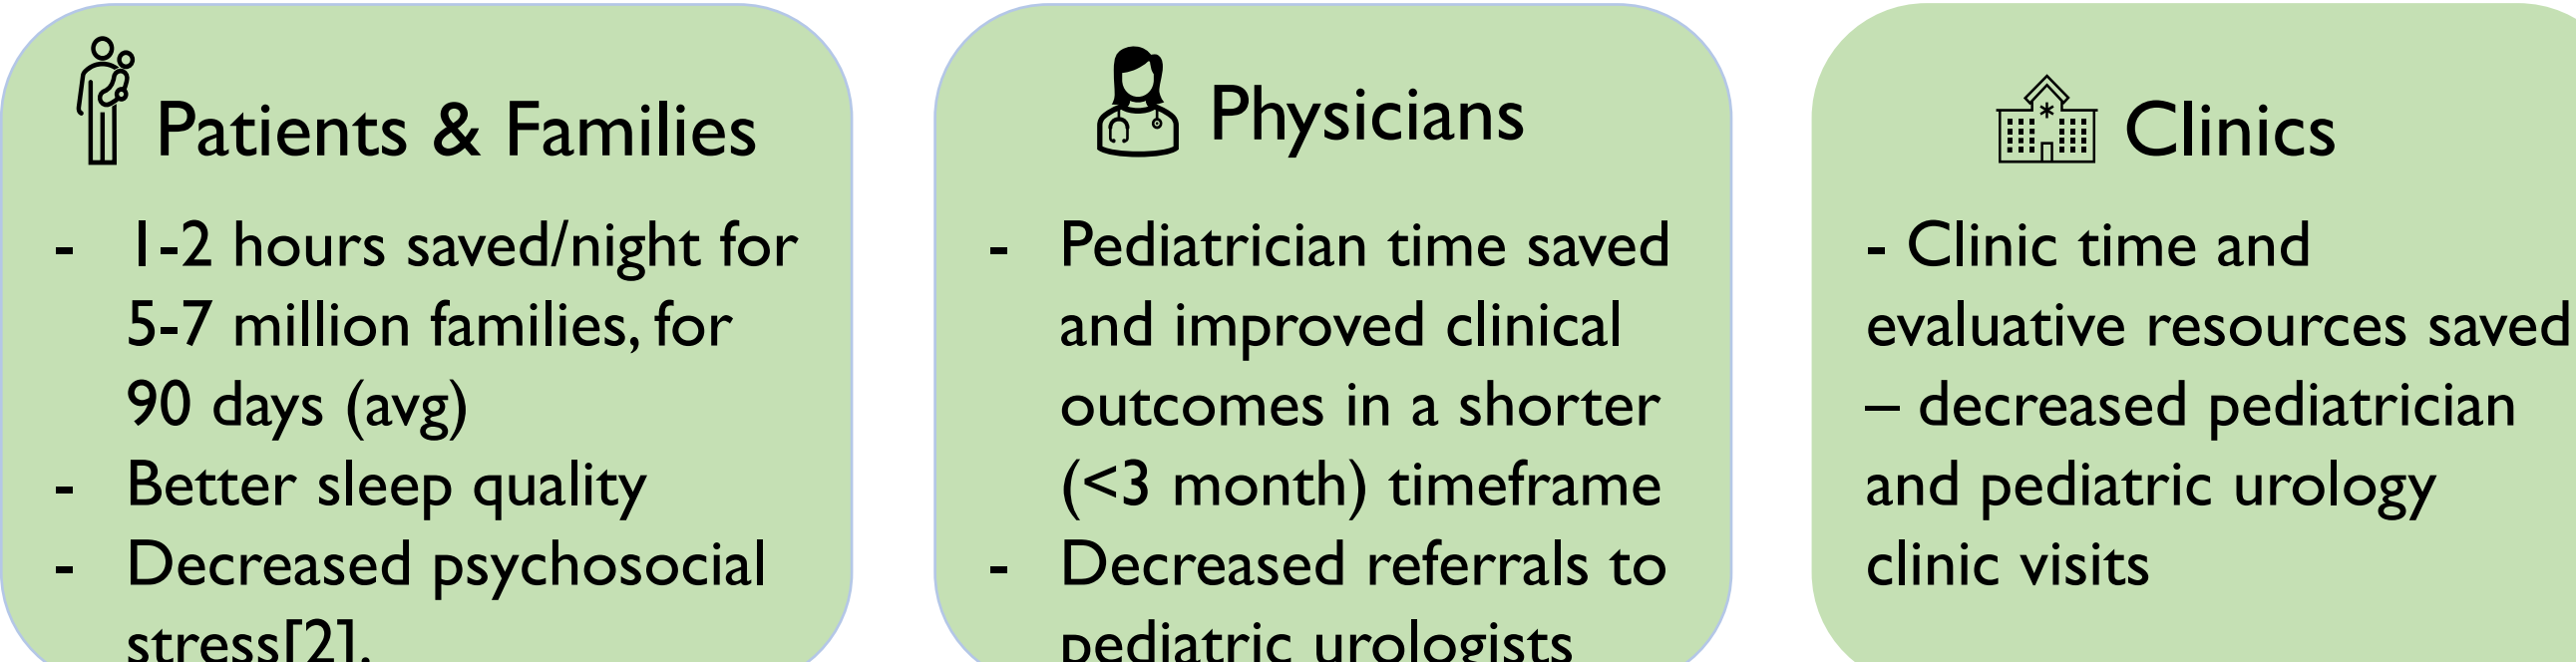 Patients & Families
- 1-2 hours saved/night for
5-7 million families, for
90 days (avg)
- Better sleep quality
- Decreased psychosocial
stress[2].
Physicians
- Pediatrician time saved
and improved clinical
outcomes in a shorter
(<3 month) timeframe
- Decreased referrals to
pediatric urologists
Clinics
- Clinic time and
evaluative resources saved
– decreased pediatrician
and pediatric urology
clinic visits